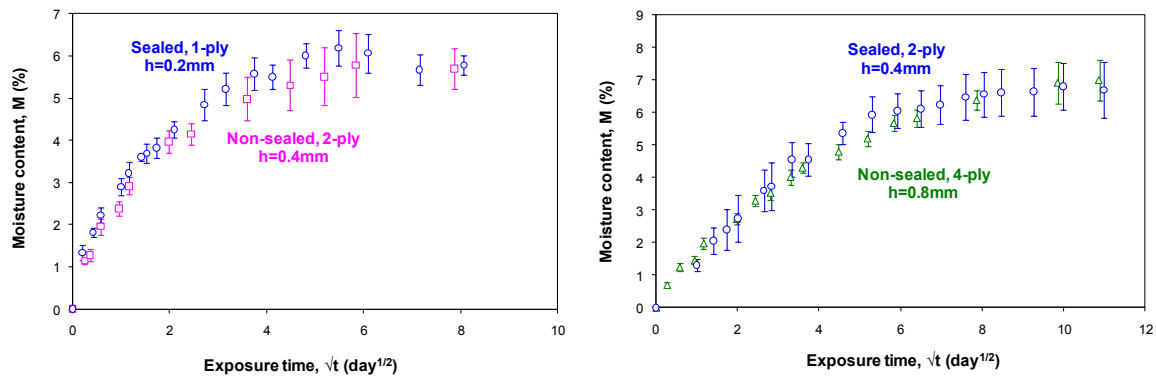 7
6
5
4
3
2
1
0
Moisture content, M (%)
Sealed, 1-ply
h=0.2mm
Non-sealed, 2-ply
h=0.4mm
0 2 4 6 8 10
Exposure time, √t (day1/2)
9
8
7
6
5
4
3
2
1
0
Moisture content, M (%)
Sealed, 2-ply
h=0.4mm
Non-sealed, 4-ply
h=0.8mm
0 2 4 6 8 10 12
Exposure time, √t (day1/2)